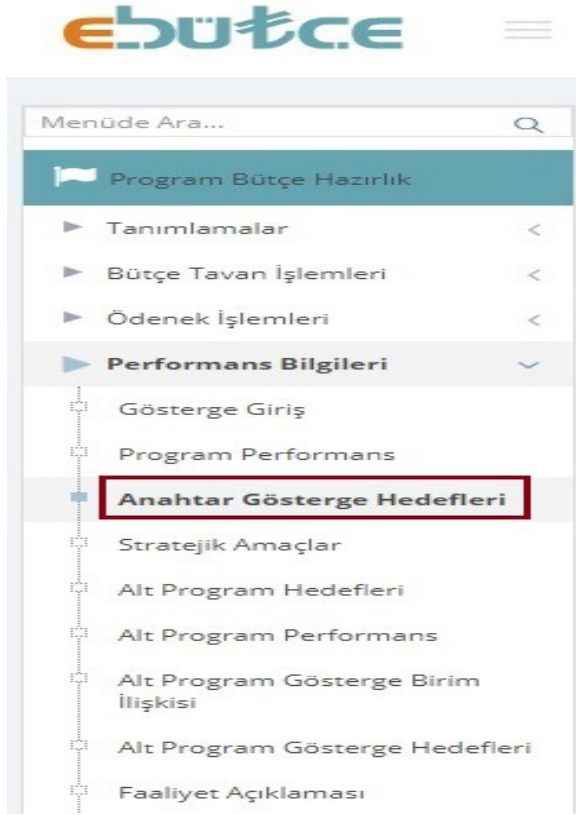 ebütçe
Menüde Ara...
Program Bütçe Hazırlık
Tanımlamalar
Bütçe Tavan İşlemleri
Ödenek İşlemleri
Performans Bilgileri
Gösterge Giriş
Program Performans
Anahtar Gösterge Hedefleri
Stratejik Amaçlar
Alt Program Hedefleri
Alt Program Performans
Alt Program Gösterge Birim
İlişkisi
Alt Program Gösterge Hedefleri
Faaliyet Açıklaması